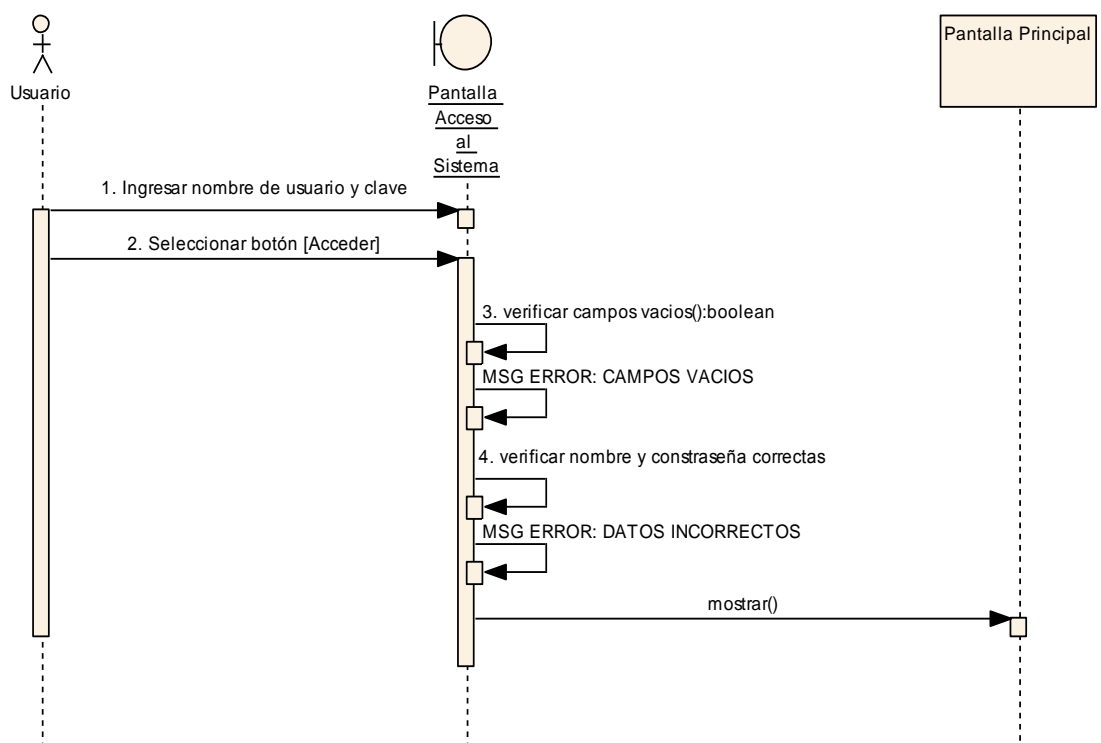 Usuario
Pantalla
Acceso
al
Sistema
Pantalla Principal
1. Ingresar nombre de usuario y clave
2. Seleccionar botón [Acceder]
3. verificar campos vacios():boolean
MSG ERROR: CAMPOS VACIOS
4. verificar nombre y constraseña correctas
MSG ERROR: DATOS INCORRECTOS
mostrar()